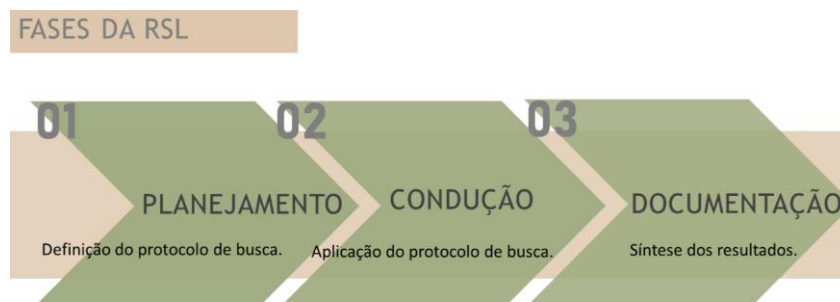 FASES DA RSL
01
PLANEJAMENTO
Definição do protocolo de busca.
02
CONDUÇÃO
Aplicação do protocolo de busca.
03
DOCUMENTAÇÃO
Síntese dos resultados.